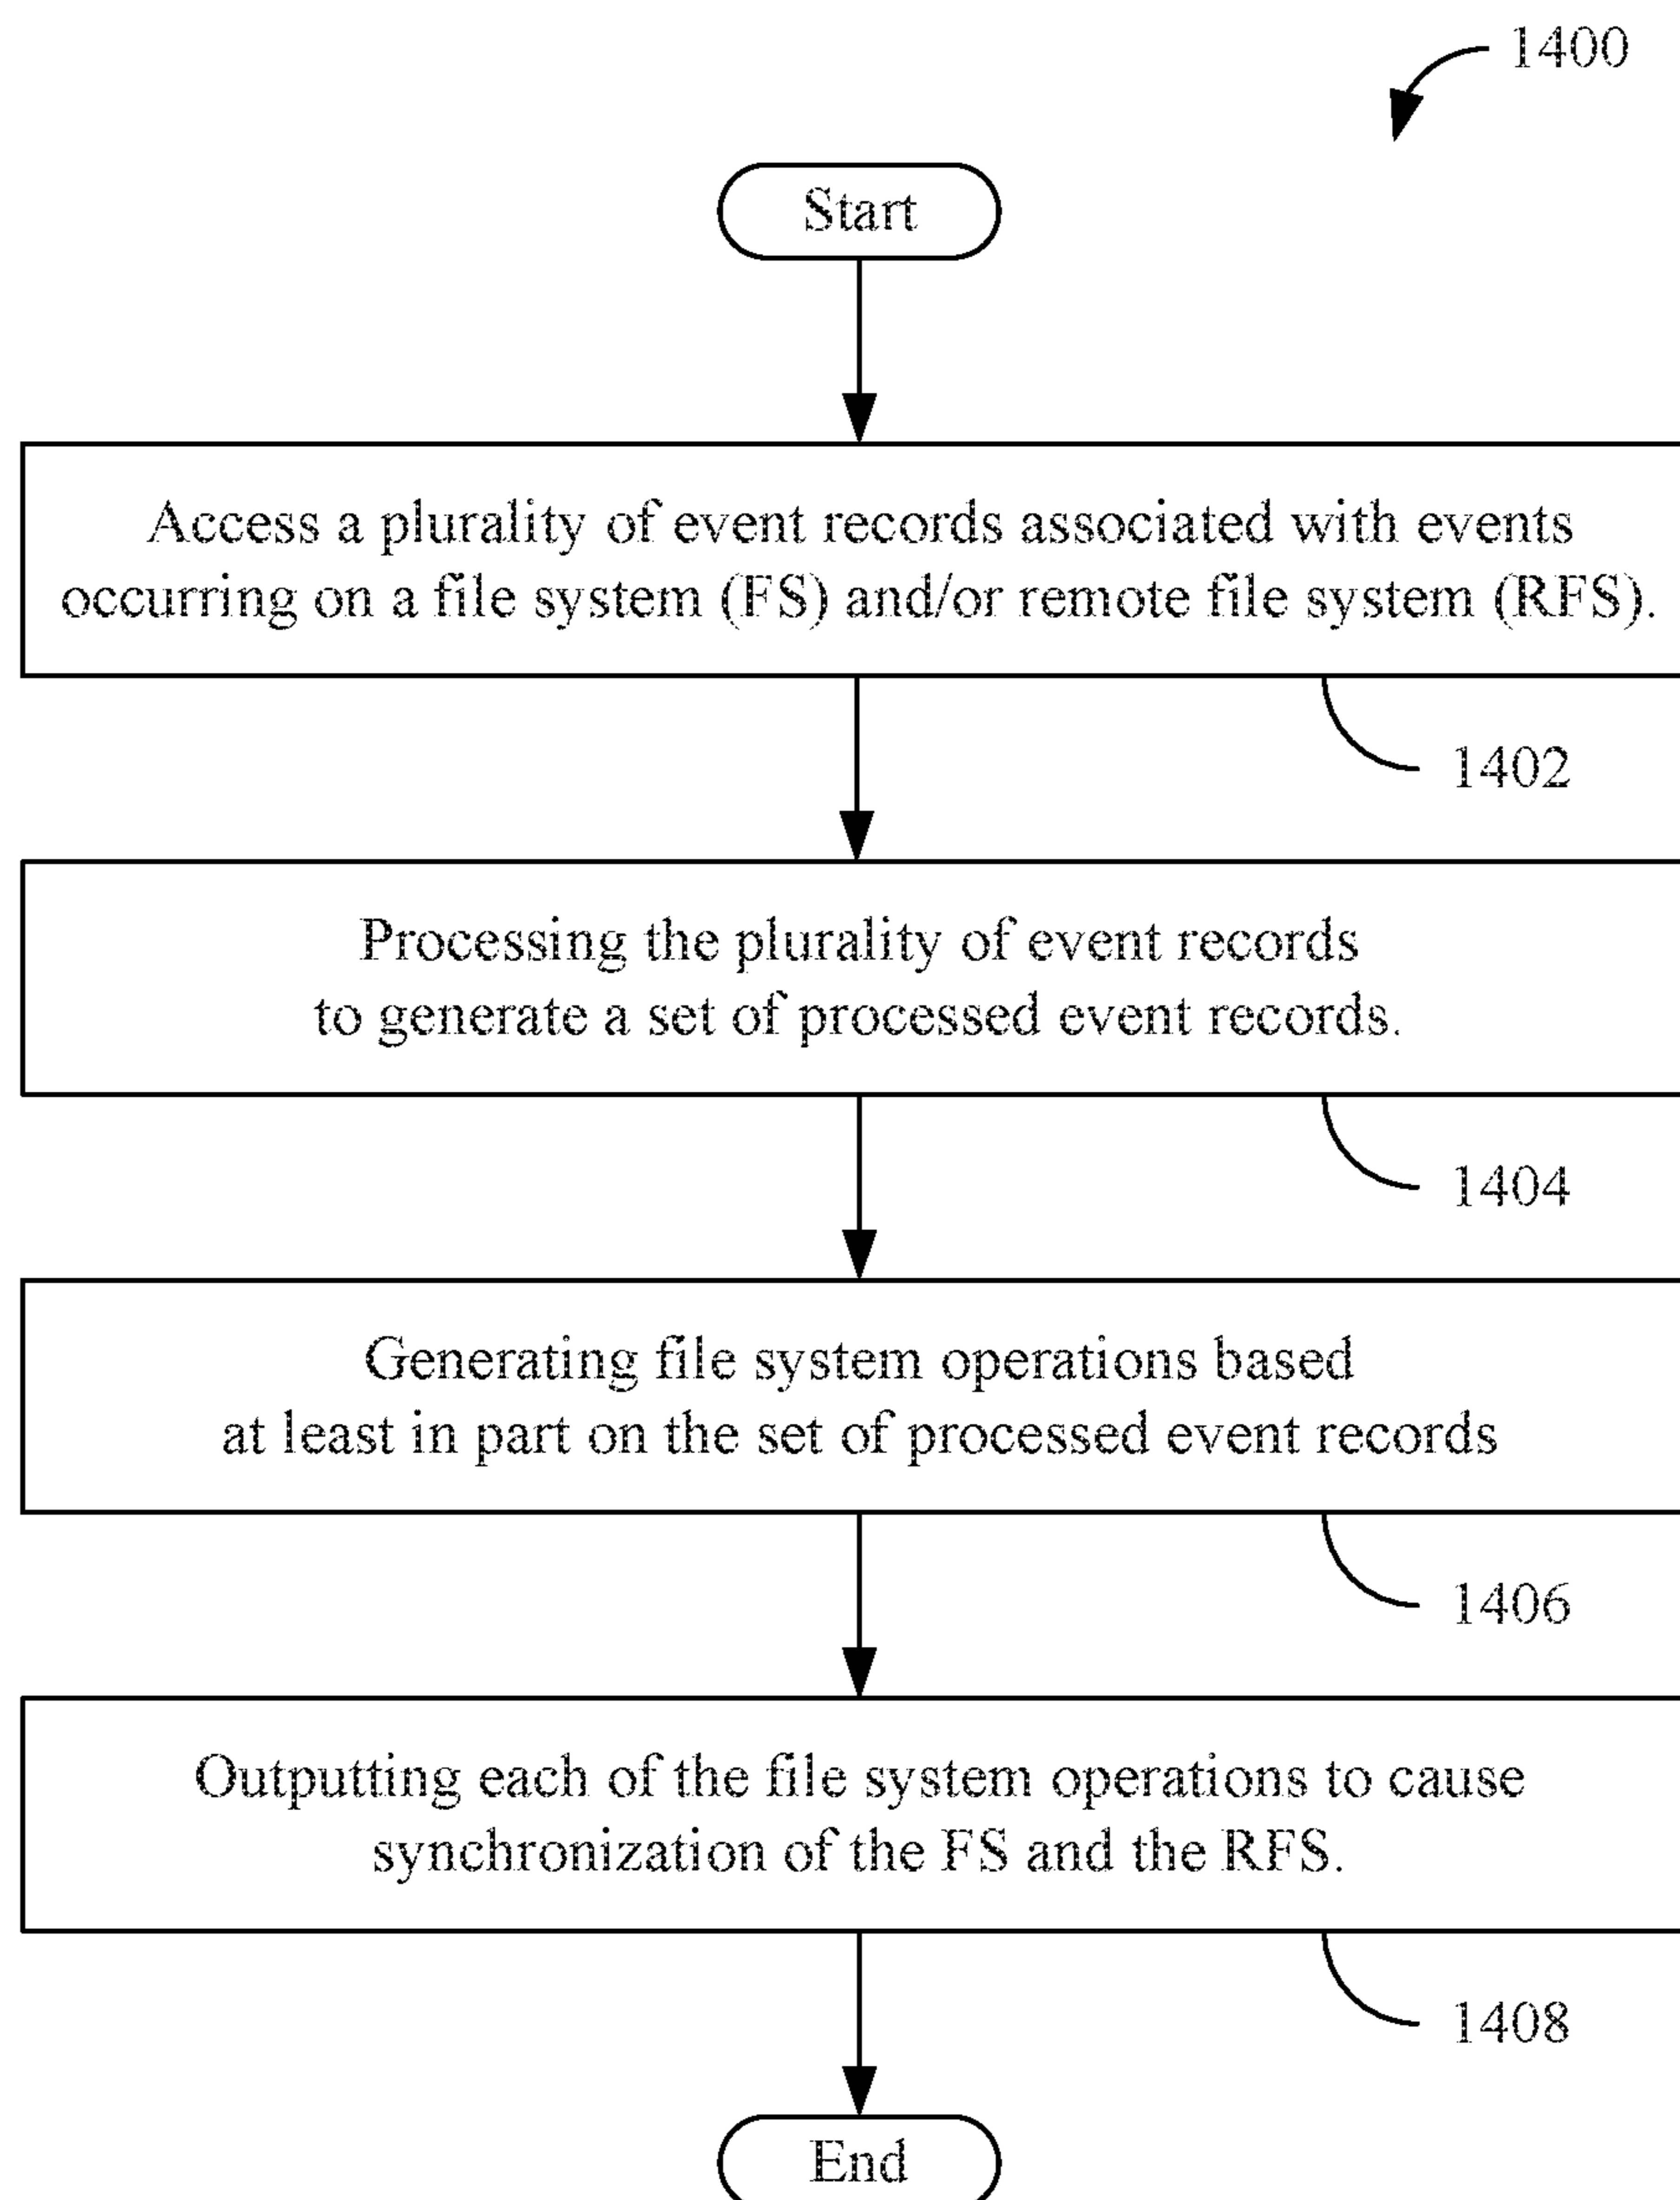 1400
Start
Access a plurality of event records associated with events
occurring on a file system (FS) and/or remote file system (RFS).
1402
Processing the plurality of event records
to generate a set of processed event records.
1404
Generating file system operations based
at least in part on the set of processed event records
1406
Outputting each of the file system operations to cause
synchronization of the FS and the RFS.
1408
End